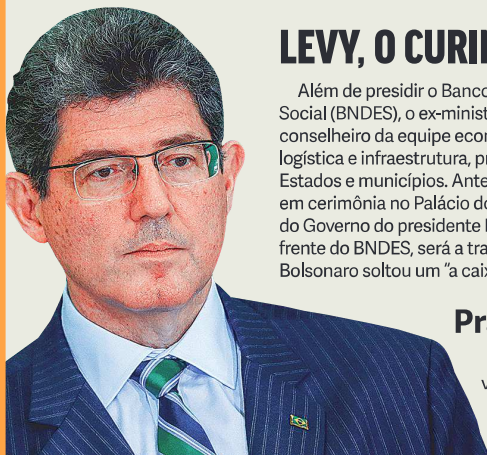 LEVY, O CURI
Além de presidir o Banco
Social (BNDES), o ex-minist
conselheiro da equipe econ
logística e infraestrutura, pr
Estados e municípios. Ante
em cerimônia no Palácio do
do Governo do presidente
frente do BNDES, será a tra
Bolsonaro soltou um "a caix
Pr
v